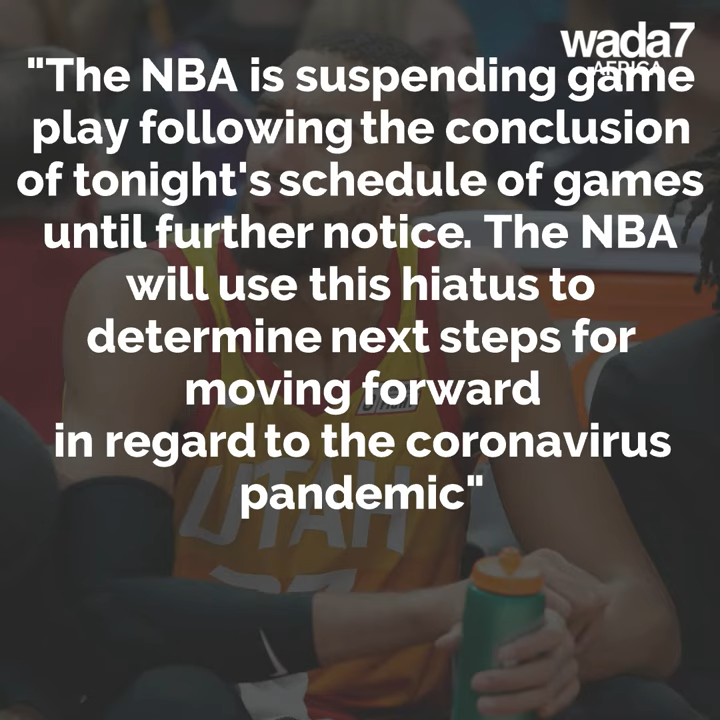 wada7
AFRICA
"The NBA is suspending game
play following the conclusion
of tonight's schedule of games
until further notice. The NBA
will use this hiatus to
determine next steps for
moving forward
in regard to the coronavirus
pandemic"
UTAH